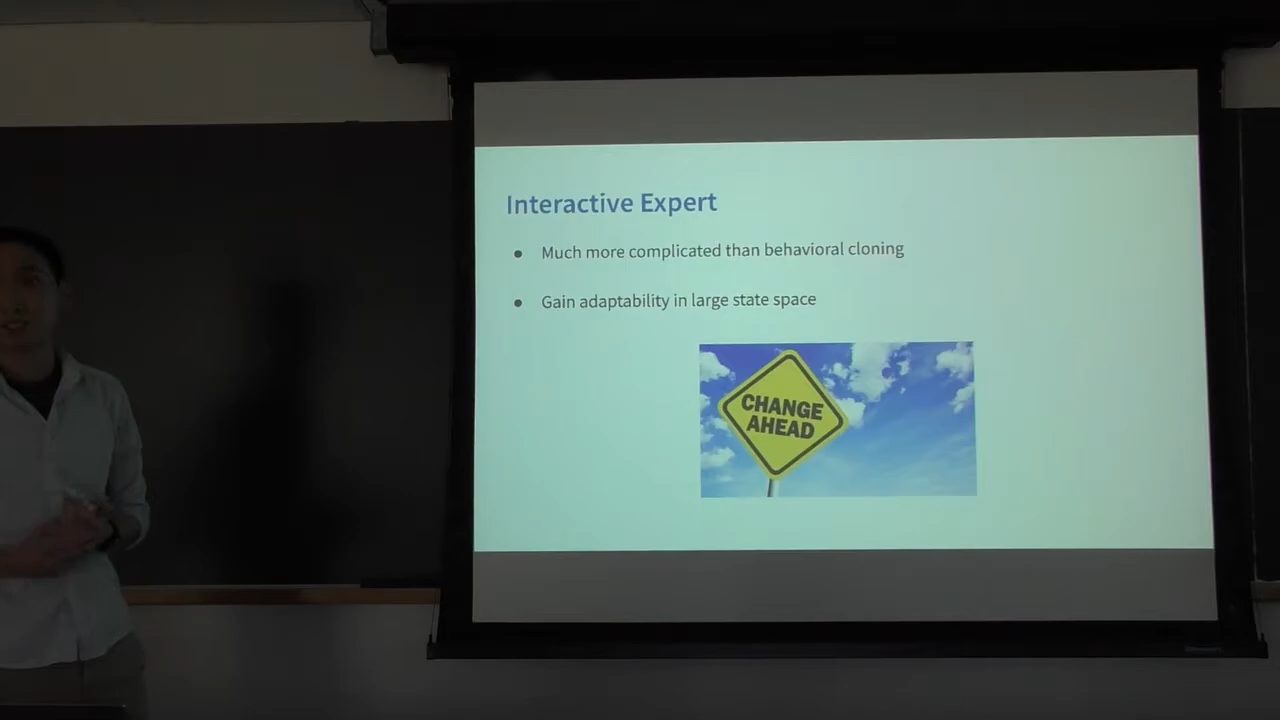 Interactive Expert
● Much more complicated than behavioral cloning
● Gain adaptability in large state space
CHANGE
AHEAD